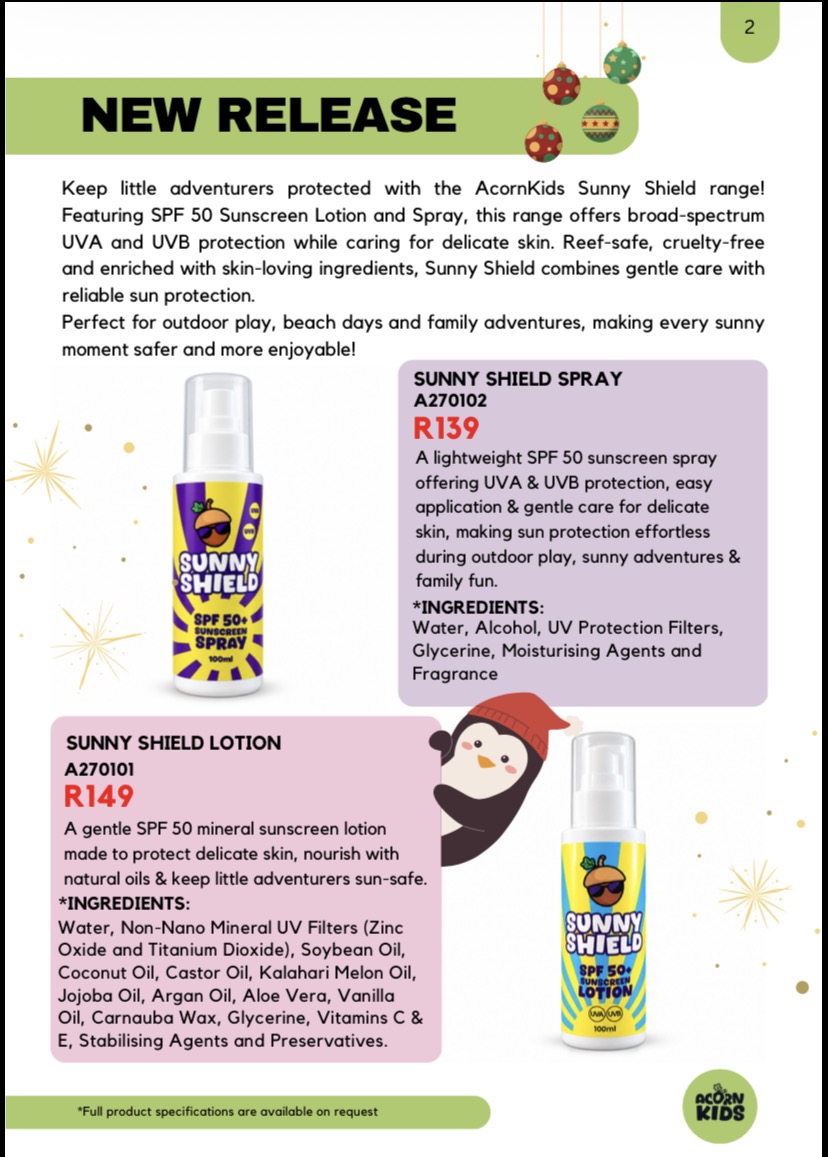 2
NEW RELEASE
Keep little adventurers protected with the AcornKids Sunny Shield range!
Featuring SPF 50 Sunscreen Lotion and Spray, this range offers broad-spectrum
UVA and UVB protection while caring for delicate skin. Reef-safe, cruelty-free
and enriched with skin-loving ingredients, Sunny Shield combines gentle care with
reliable sun protection.
Perfect for outdoor play, beach days and family adventures, making every sunny
moment safer and more enjoyable!
UVA
UVB
SUNNY
SHIELD
SPF 50+
SUNSCREEN
SPRAY
100ml
SUNNY SHIELD SPRAY
A270102
R139
A lightweight SPF 50 sunscreen spray
offering UVA & UVB protection, easy
application & gentle care for delicate
skin, making sun protection effortless
during outdoor play, sunny adventures &
family fun.
*INGREDIENTS:
Water, Alcohol, UV Protection Filters,
Glycerine, Moisturising Agents and
Fragrance
SUNNY SHIELD LOTION
A270101
R149
A gentle SPF 50 mineral sunscreen lotion
made to protect delicate skin, nourish with
natural oils & keep little adventurers sun-safe.
*INGREDIENTS:
Water, Non-Nano Mineral UV Filters (Zinc
Oxide and Titanium Dioxide), Soybean Oil,
Coconut Oil, Castor Oil, Kalahari Melon Oil,
Jojoba Oil, Argan Oil, Aloe Vera, Vanilla
Oil, Carnauba Wax, Glycerine, Vitamins C &
E, Stabilising Agents and Preservatives.
SUNNY
SHIELD
SPF 50+
SUNSCREEN
LOTION
UVA UVB
100ml
*Full product specifications are available on request
ACORN
KIDS